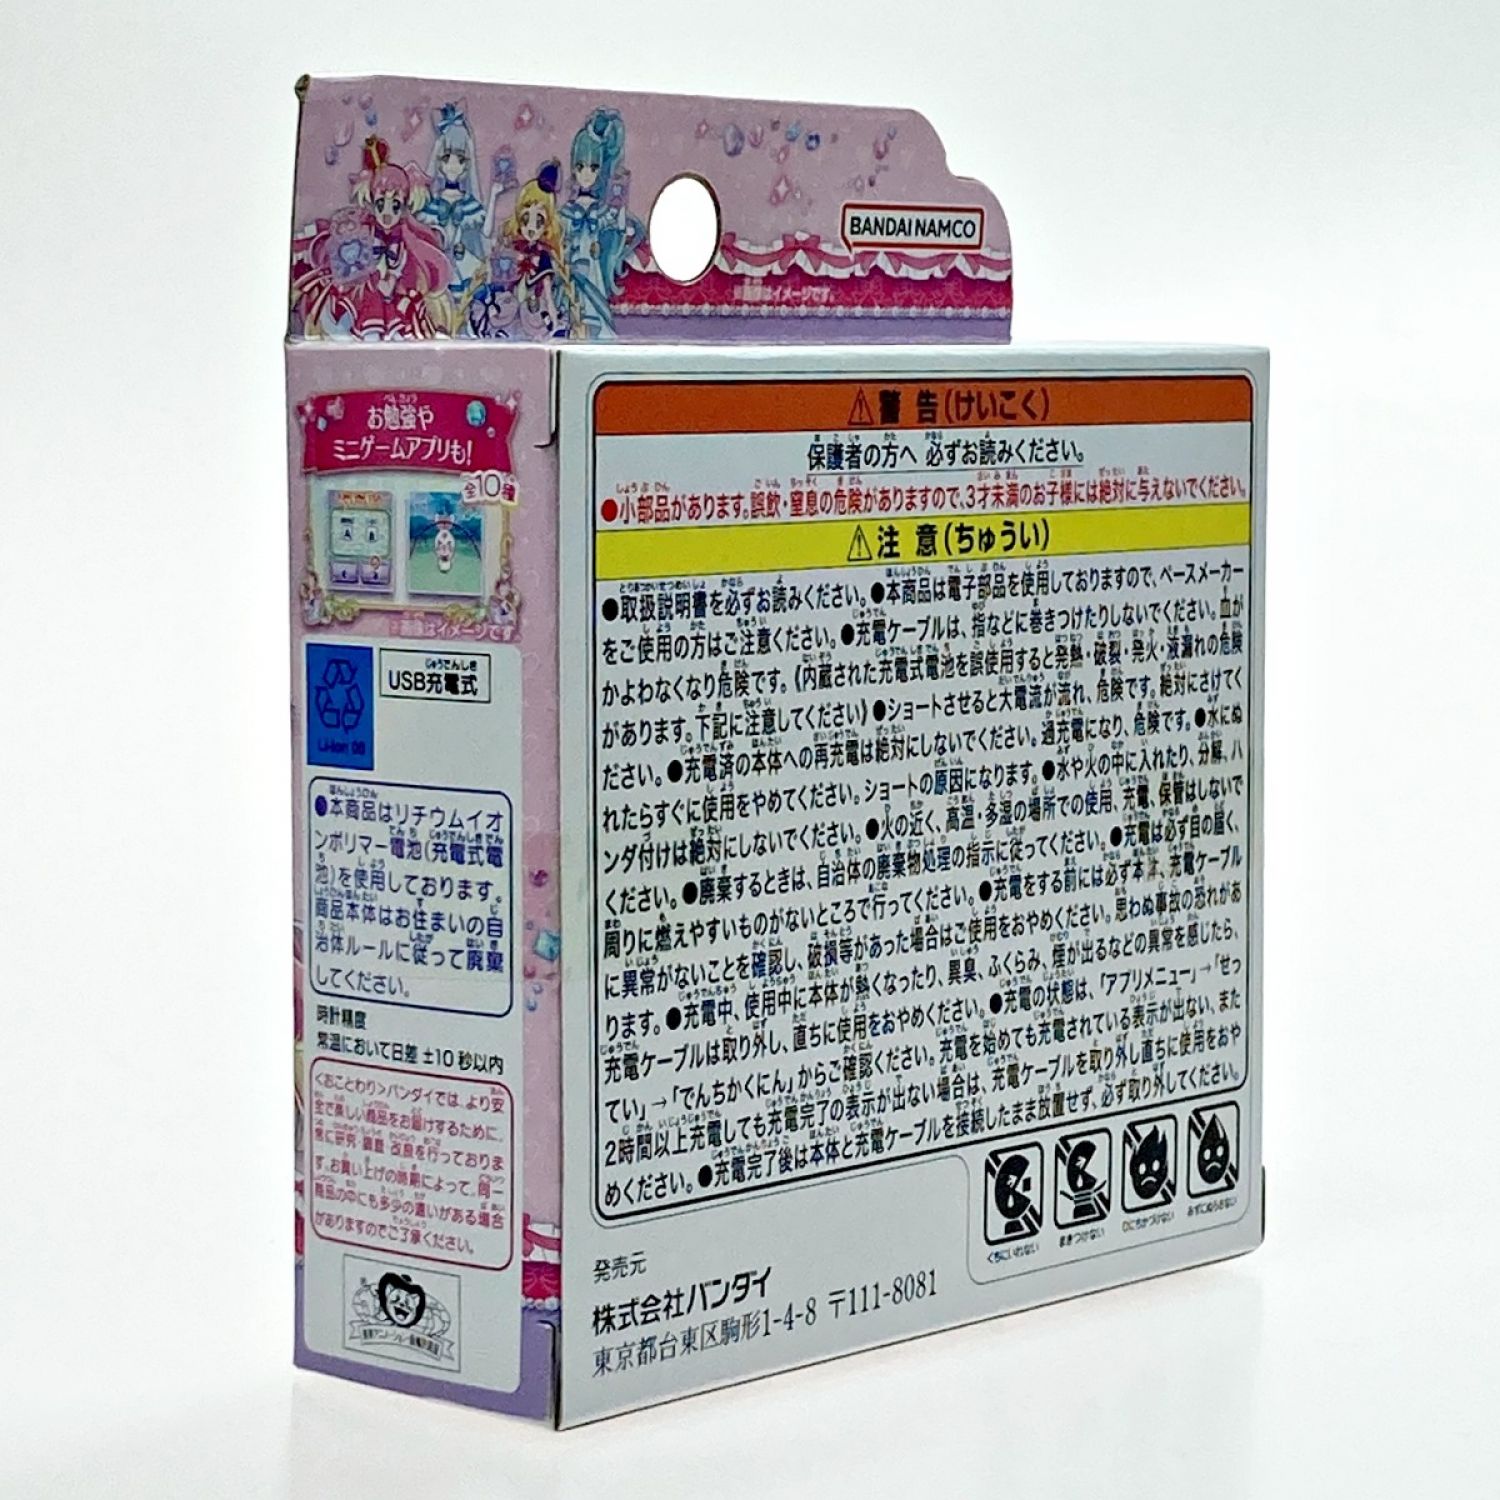 BANDAI NAMCO
※画像はイメージです。
お勉強や
ミニゲームアプリも!
全10種
※画像はイメージです。
USB充電式
Li-ion 00
●本商品はリチウムイオ
ンポリマー電池(充電式電
池)を使用しております。
商品本体はお住まいの自
治体ルールに従って廃棄
してください。
時計精度
常温において日差 ±10 秒以内
<おことわり>バンダイでは、より安
全で楽しい商品をお届けするために、
常に研究・調査・改良を行っておりま
す。お買い上げの時期によって、同一
商品の中にも多少の違いがある場合
がありますのでご了承ください。
⚠警 告(けいこく)
保護者の方へ 必ずお読みください。
●小部品があります。誤飲・窒息の危険がありますので、3才未満のお子様には絶対に与えないでください。
⚠注 意(ちゅうい)
●取扱説明書を必ずお読みください。●本商品は電子部品を使用しておりますので、ペースメーカー
をご使用の方はご注意ください。●充電ケーブルは、指などに巻きつけたりしないでください。血が
かよわなくなり危険です。《内蔵された充電式電池を誤使用すると発熱・破裂・発火・液漏れの危険
があります。下記に注意してください》●ショートさせると大電流が流れ、危険です。絶対にさけてく
ださい。●充電済の本体への再充電は絶対にしないでください。過充電になり、危険です。●水にぬ
れたらすぐに使用をやめてください。ショートの原因になります。●水や火の中に入れたり、分解、ハ
ンダ付けは絶対にしないでください。●火の近く、高温・多湿の場所での使用、充電、保管はしないで
ください。●廃棄するときは、自治体の廃棄物処理の指示に従ってください。●充電は必ず目の届く、
周りに燃えやすいものがないところで行ってください。●充電をする前には必ず本体、充電ケーブル
に異常がないことを確認し、破損等があった場合はご使用をおやめください。思わぬ事故の恐れがあ
ります。●充電中、使用中に本体が熱くなったり、異臭、ふくらみ、煙が出るなどの異常を感じたら、
充電ケーブルは取り外し、直ちに使用をおやめください。●充電の状態は、「アプリメニュー」→「せっ
てい」→「でんちかくにん」からご確認ください。充電を始めても充電されている表示が出ない、また
2時間以上充電しても充電完了の表示が出ない場合は、充電ケーブルを取り外し直ちに使用をおや
めください。●充電完了後は本体と充電ケーブルを接続したまま放置せず、必ず取り外してください。
くちにいれない
まきつけない
ひにちかづけない
みずにぬらさない
発売元
株式会社バンダイ
東京都台東区駒形1-4-8 〒111-8081